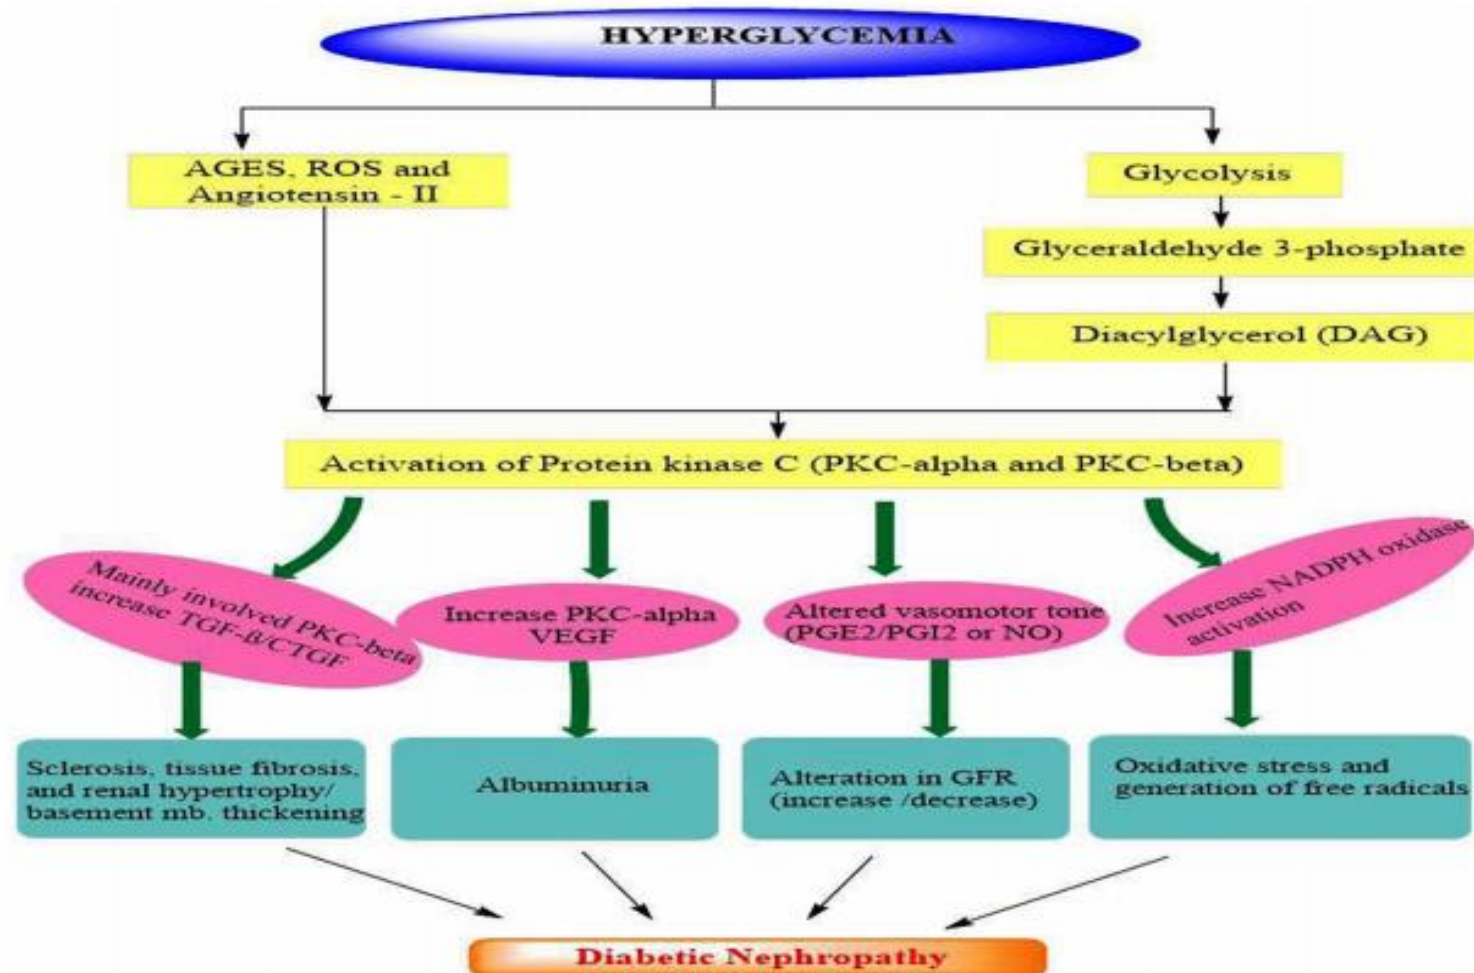 HYPERGLYCEMIA
AGES, ROS and
Angiotensin - II
Glycolysis
Glyceraldehyde 3-phosphate
Diacylglycerol (DAG)
Activation of Protein kinase C (PKC-alpha and PKC-beta)
Mainly involved PKC-beta
increase TGF-ß/CTGF
Increase PKC-alpha
VEGF
Altered vasomotor tone
(PGE2/PGI2 or NO)
Increase NADPH oxidase
activation
Sclerosis, tissue fibrosis,
and renal hypertrophy/
basement mb. thickening
Albuminuria
Alteration in GFR
(increase /decrease)
Oxidative stress and
generation of free radicals
Diabetic Nephropathy